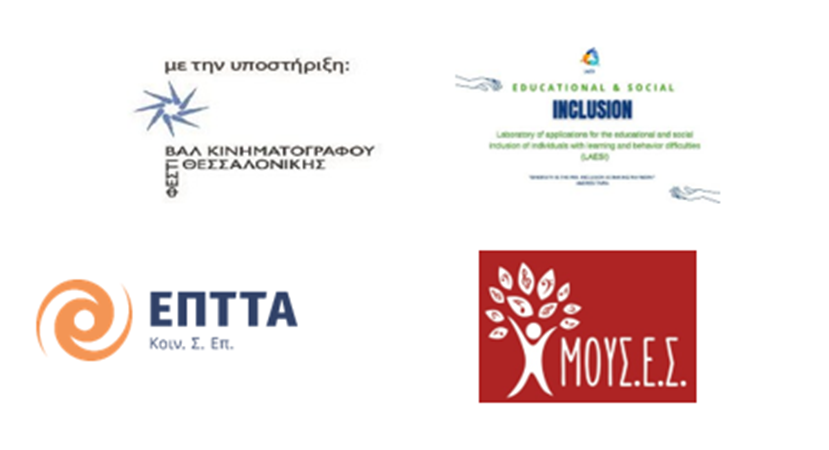 με την υποστήριξη:
ΦΕΣΤΙΒΑΛ ΚΙΝΗΜΑΤΟΓΡΑΦΟΥ
ΘΕΣΣΑΛΟΝΙΚΗΣ
EDUCATIONAL & SOCIAL
INCLUSION
Laboratory of applications for the educational and social
inclusion of individuals with learning and behavior difficulties
(LAESI)
ΕΠΤΤΑ
Κοιν. Σ. Επ.
ΜΟΥΣ.Ε.Σ.